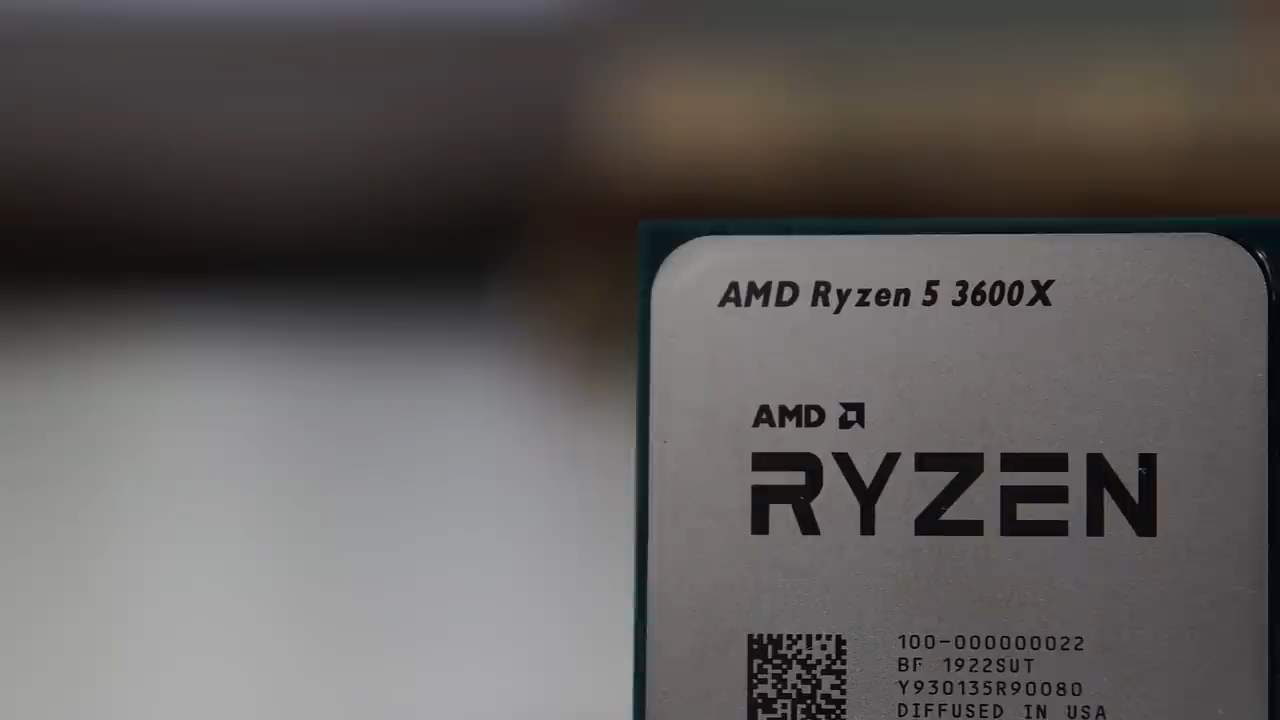 AMD Ryzen 5 3600X
AMD
RYZEN
100-000000022
BF 1922SUT
Y930135R90080
DIFFUSED IN USA